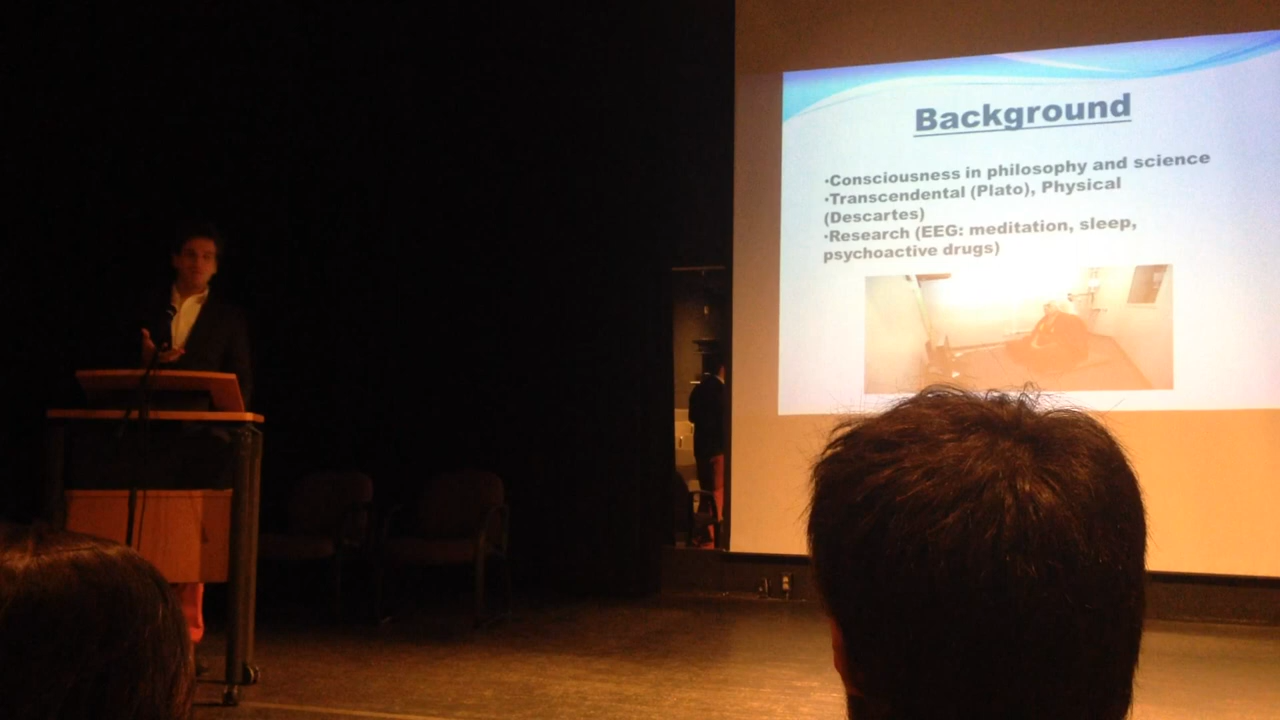 Background
•Consciousness in philosophy and science
•Transcendental (Plato), Physical
(Descartes)
•Research (EEG: meditation, sleep,
psychoactive drugs)